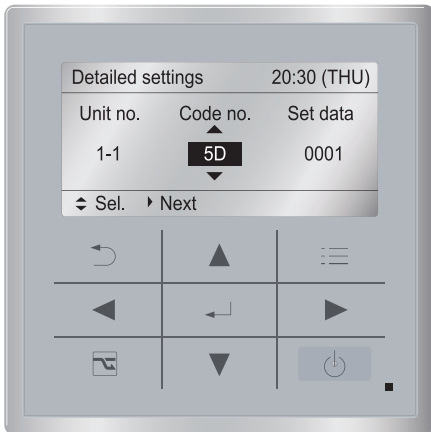 Detailed settings 20:30 (THU)
Unit no. Code no. Set data
1-1 5D 0001
Sel. Next